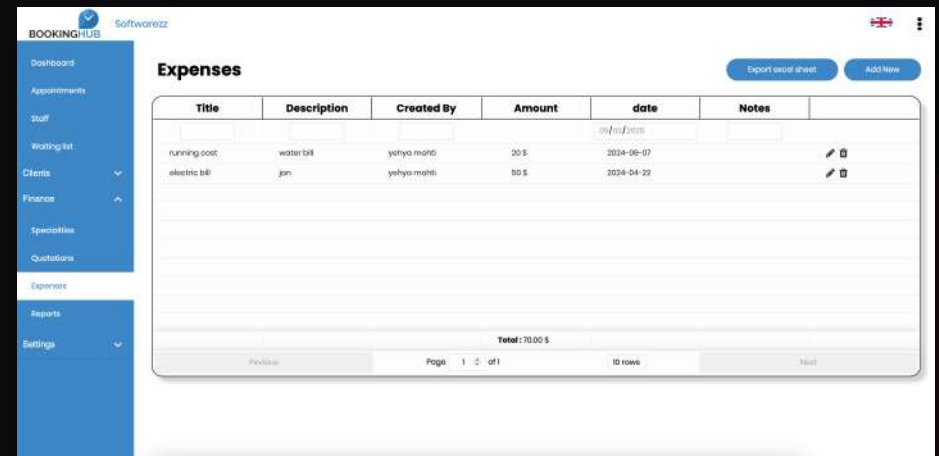 BOOKINGHUB
Softwarezz
Dashboard
Appointments
Staff
Waiting list
Clients
Finance
Specialities
Quotations
Expenses
Reports
Settings
Expenses
Export excel sheet
Add New
Title Description Created By Amount date Notes
running cost water bill yehya mahti 20 $ 2024-06-07
electric bill jan yehya mahti 50 $ 2024-04-22
Total : 70.00 $
Previous Page 1 of 1 10 rows Next